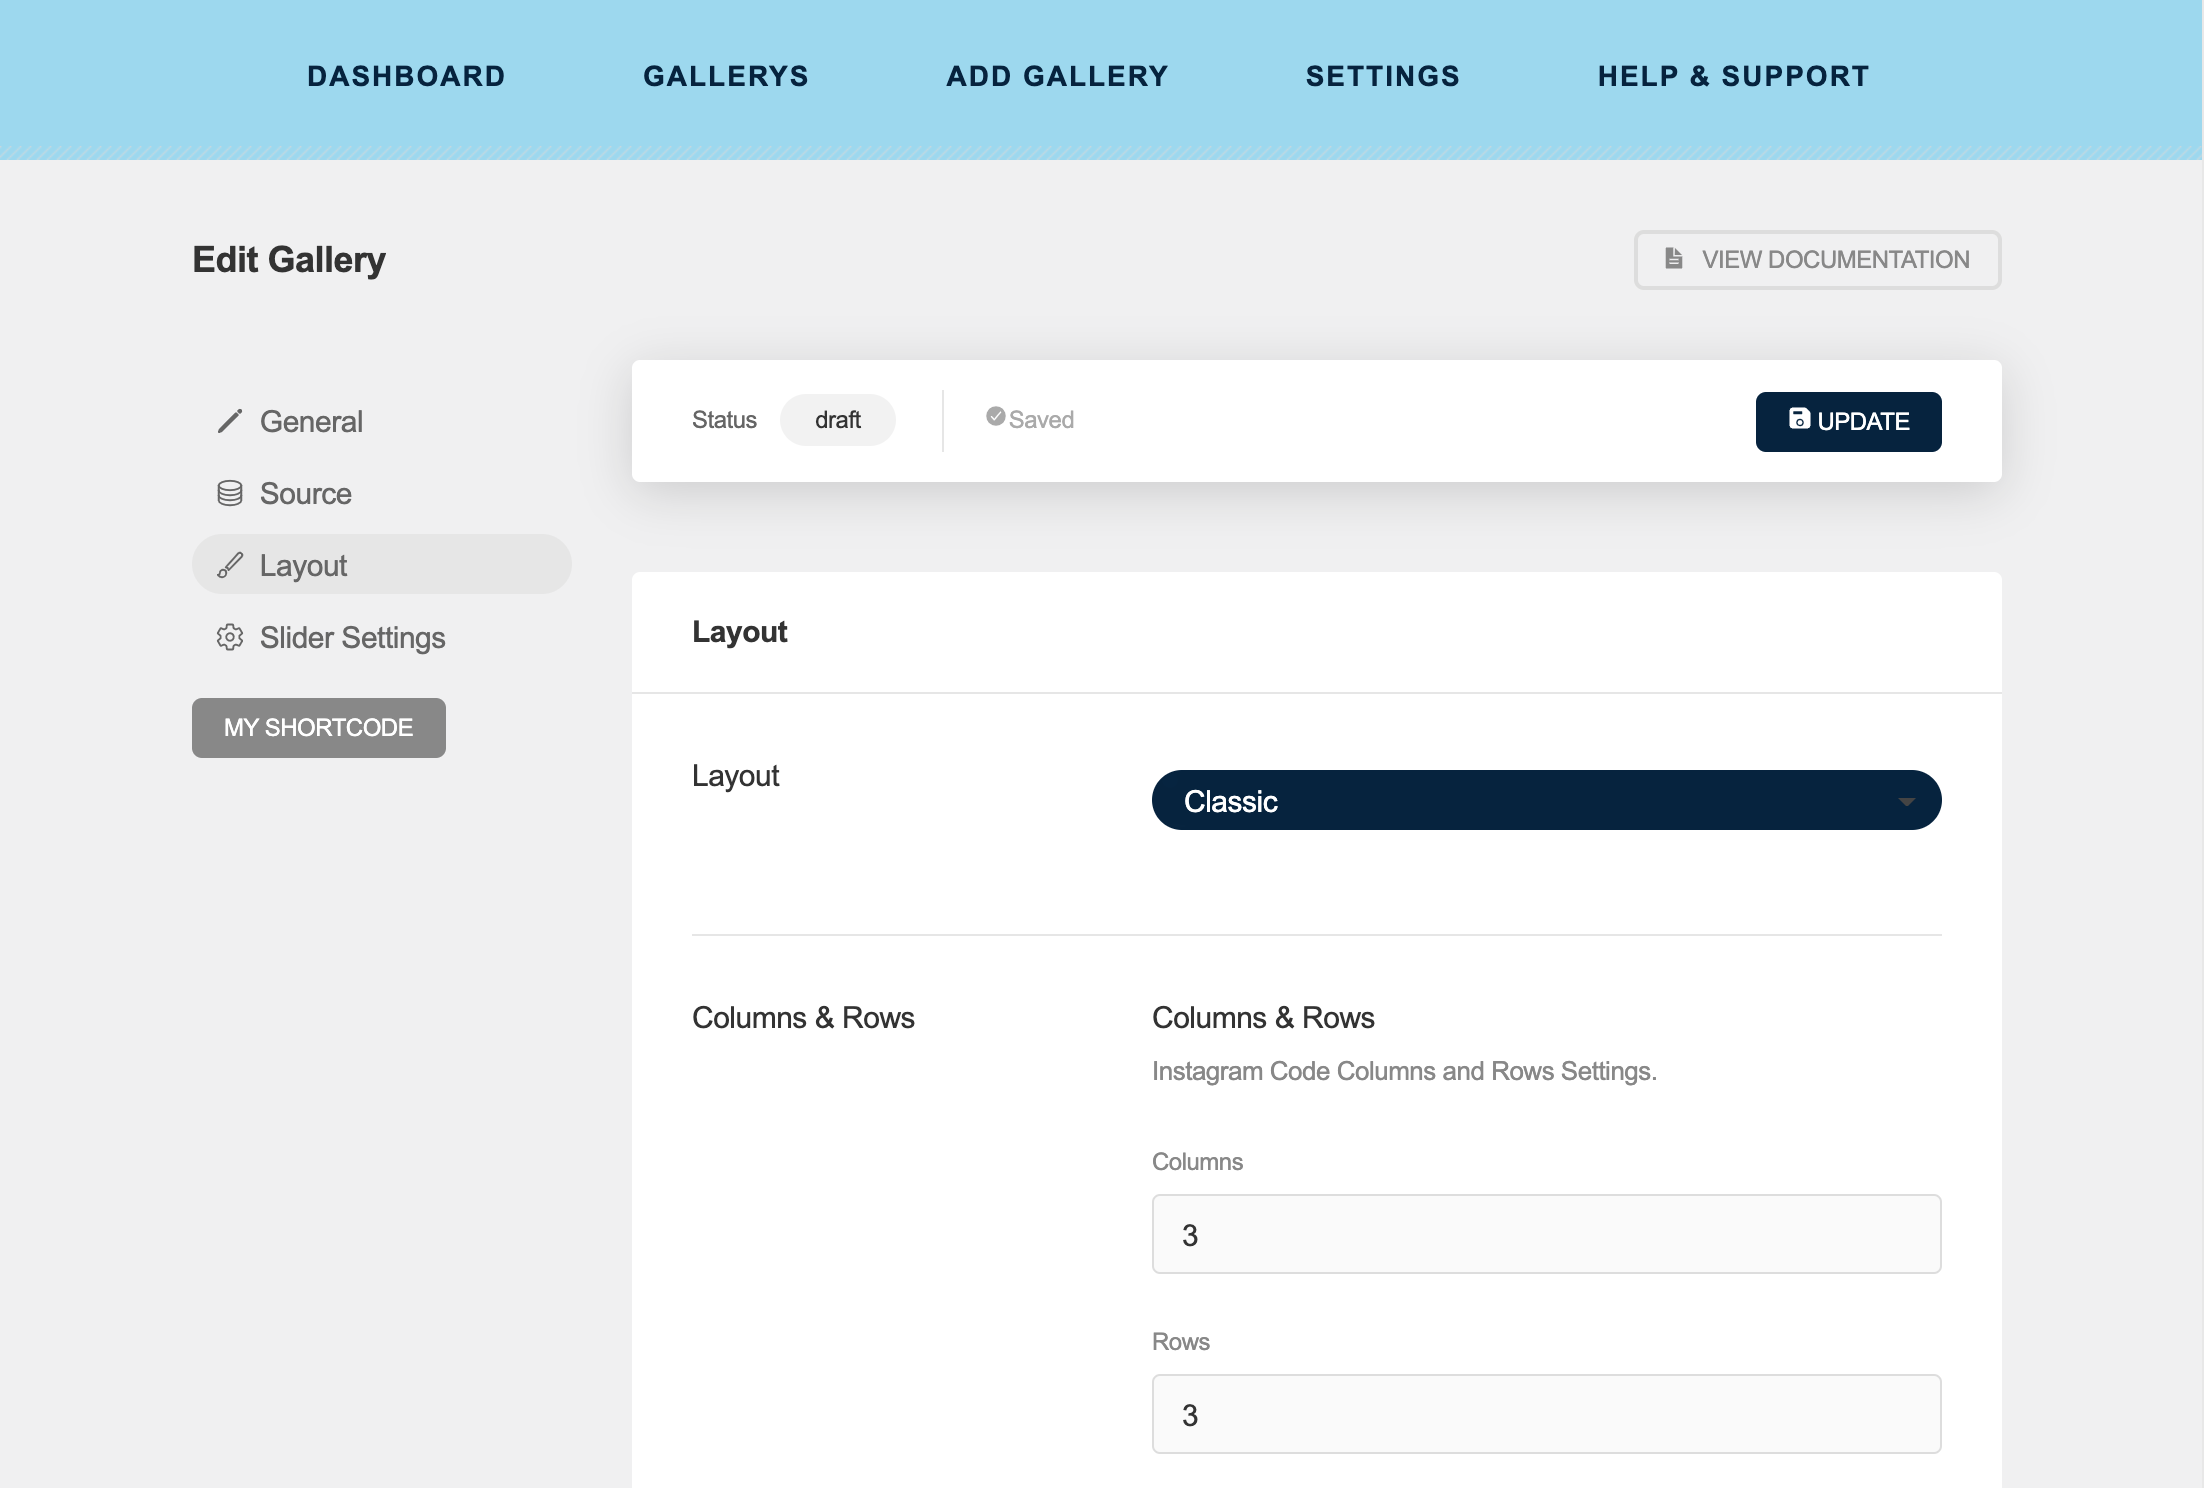 DASHBOARD GALLERYS ADD GALLERY SETTINGS HELP & SUPPORT
Edit Gallery
VIEW DOCUMENTATION
General
Source
Layout
Slider Settings
MY SHORTCODE
Status draft Saved UPDATE
Layout
Layout Classic
Columns & Rows Columns & Rows
Instagram Code Columns and Rows Settings.
Columns
3
Rows
3